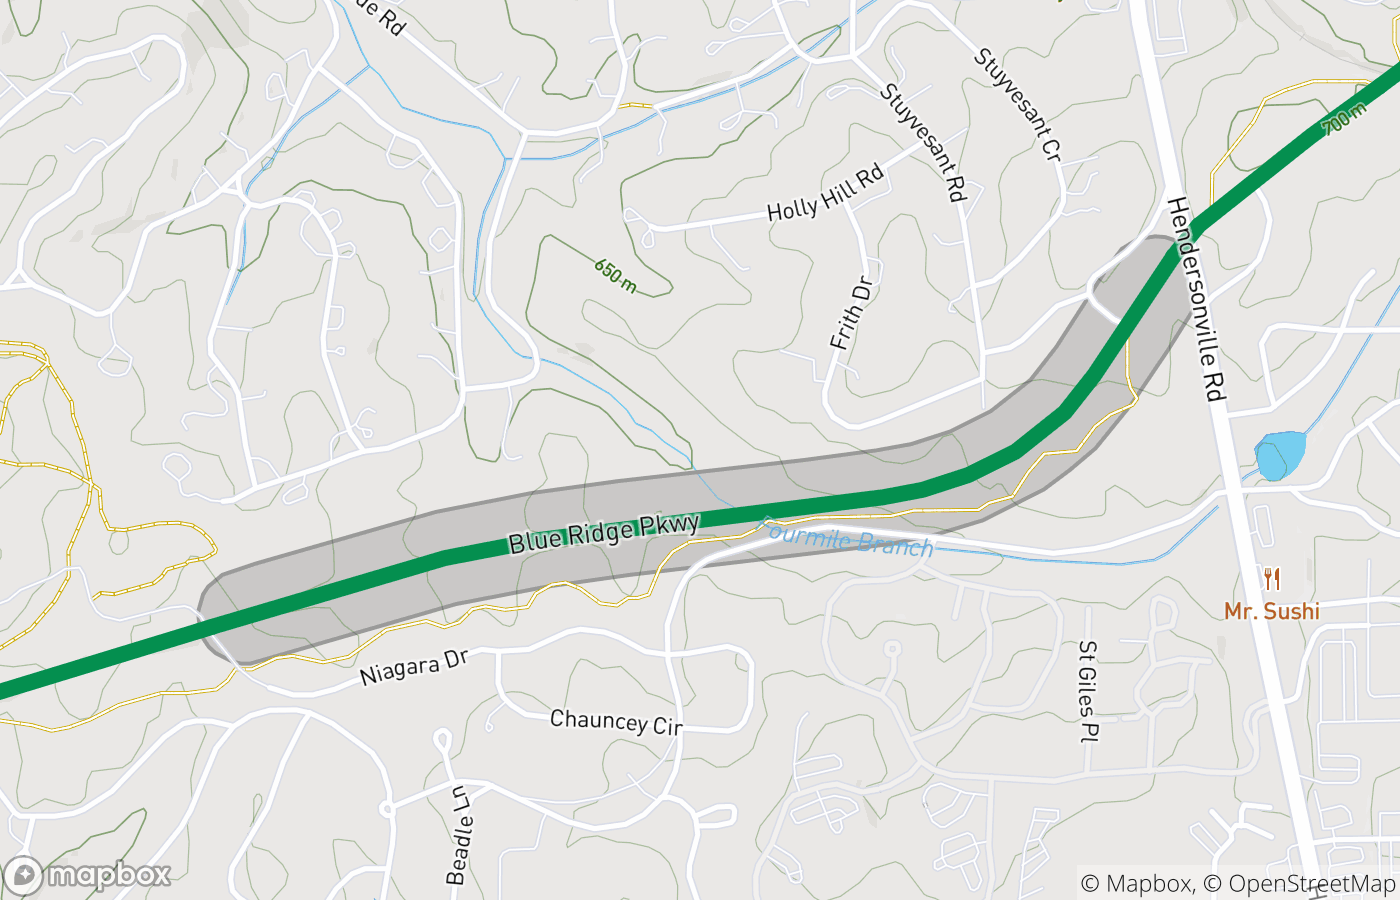 ue Rd
Stuyvesant Cr
Stuyvesant Rd
700 m
Holly Hill Rd
Hendersonville Rd
650 m
Frith Dr
Blue Ridge Pkwy
Fourmile Branch
Mr. Sushi
Niagara Dr
St Giles Pl
Chauncey Cir
Beadle Ln
mapbox
© Mapbox, © OpenStreetMap